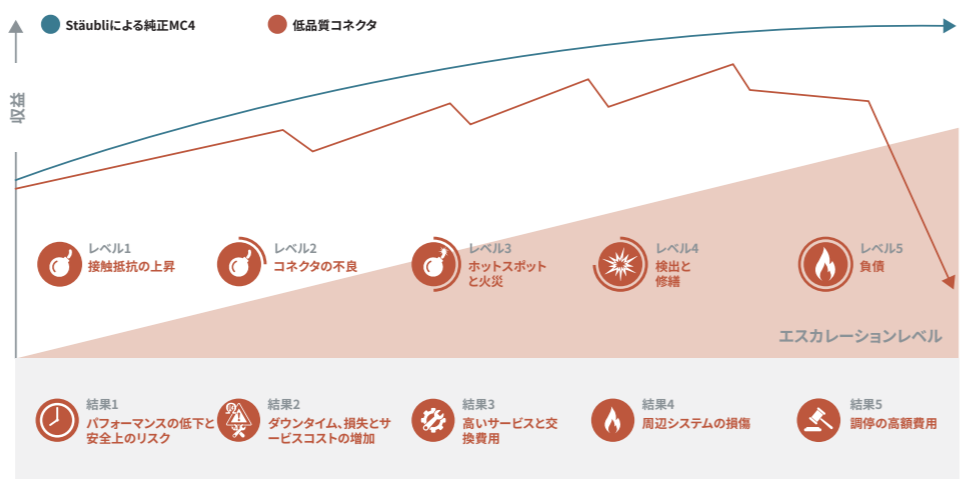 Stäubliによる純正MC4
低品質コネクタ
収益
レベル1
接触抵抗の上昇
レベル2
コネクタの不良
レベル3
ホットスポット
と火災
レベル4
検出と
修繕
レベル5
負債
エスカレーションレベル
結果1
パフォーマンスの低下と
安全上のリスク
結果2
ダウンタイム、損失とサ
ービスコストの増加
結果3
高いサービスと交
換費用
結果4
周辺システムの損傷
結果5
調停の高額費用